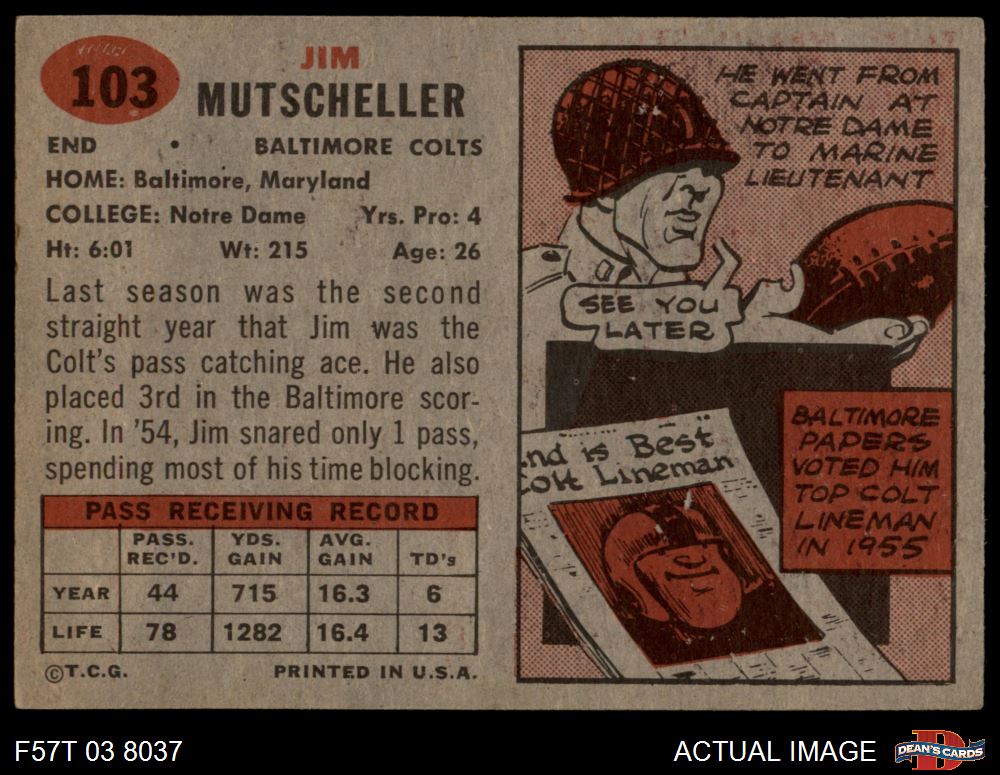 103
JIM
MUTSCHELLER
END • BALTIMORE COLTS
HOME: Baltimore, Maryland
COLLEGE: Notre Dame Yrs. Pro: 4
Ht: 6:01 Wt: 215 Age: 26
Last season was the second
straight year that Jim was the
Colt's pass catching ace. He also
placed 3rd in the Baltimore scor-
ing. In '54, Jim snared only 1 pass,
spending most of his time blocking.
PASS RECEIVING RECORD
PASS. REC'D. YDS. GAIN AVG. GAIN TD's
YEAR 44 715 16.3 6
LIFE 78 1282 16.4 13
©T.C.G. PRINTED IN U.S.A.
HE WENT FROM
CAPTAIN AT
NOTRE DAME
TO MARINE
LIEUTENANT
SEE YOU
LATER
BALTIMORE
PAPERS
VOTED HIM
TOP COLT
LINEMAN
IN 1955
nd is Best
Colt Lineman
F57T 03 8037
ACTUAL IMAGE
DEAN'S CARDS